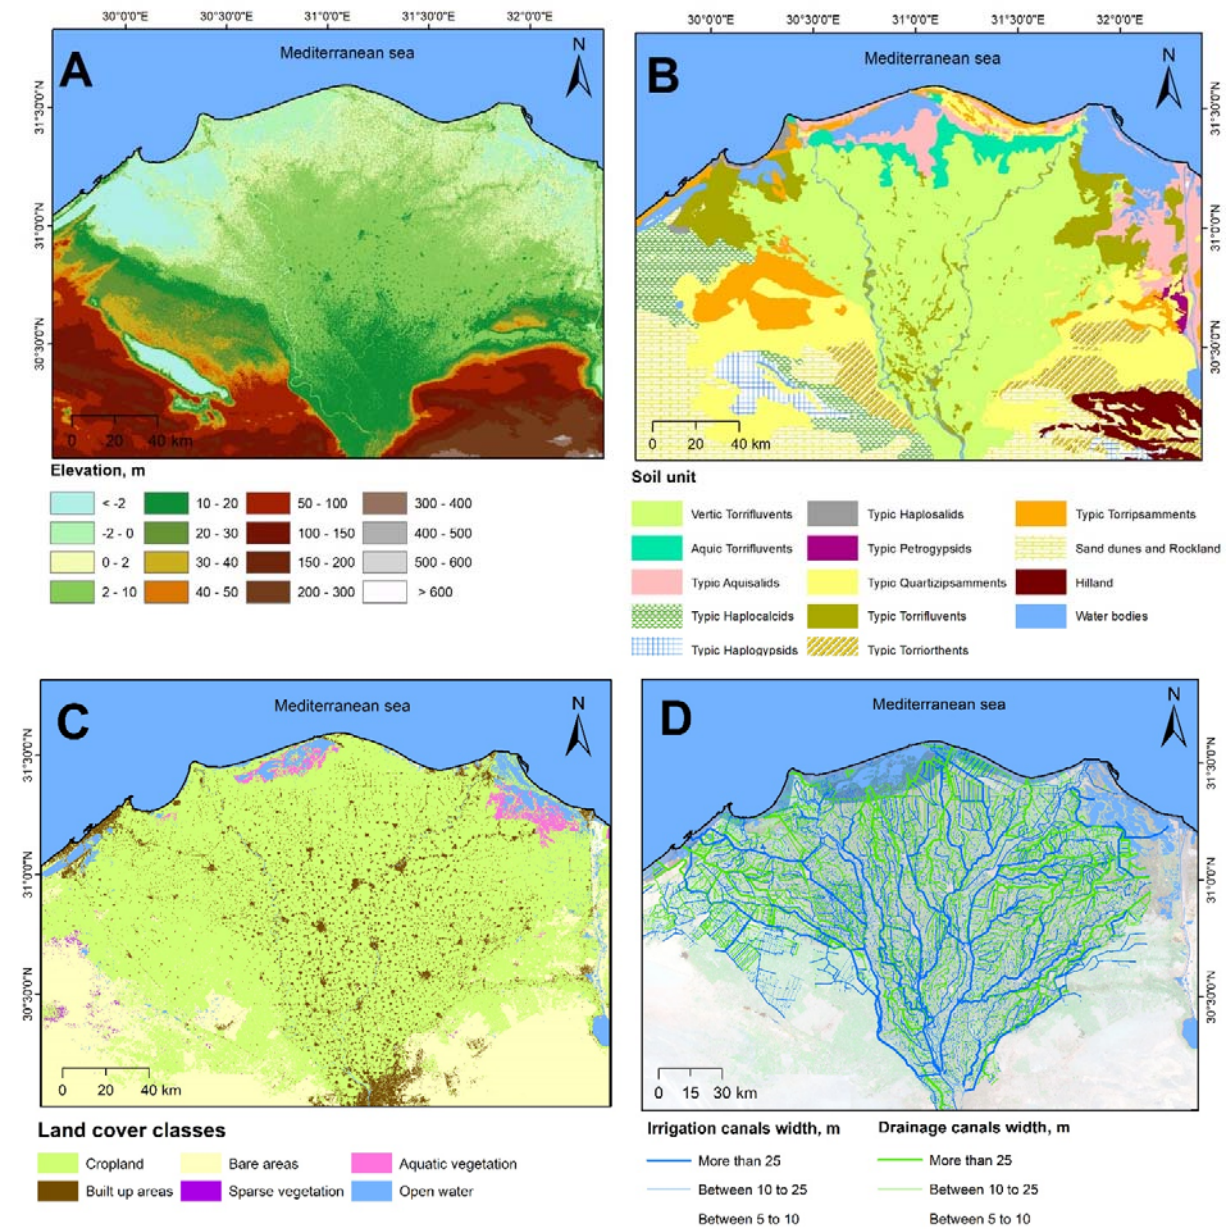 30°0'0"E 30°30'0"E 31°0'0"E 31°30'0"E 32°0'0"E
A
Mediterranean sea
N
31°30'0"N
31°0'0"N
30°30'0"N
0 20 40 km
Elevation, m
< -2 10 - 20 50 - 100 300 - 400
-2 - 0 20 - 30 100 - 150 400 - 500
0 - 2 30 - 40 150 - 200 500 - 600
2 - 10 40 - 50 200 - 300 > 600
30°0'0"E 30°30'0"E 31°0'0"E 31°30'0"E 32°0'0"E
B
Mediterranean sea
N
31°30'0"N
31°0'0"N
30°30'0"N
0 20 40 km
Soil unit
Vertic Torrifluvents Typic Haplosalids Typic Torripsamments
Aquic Torrifluvents Typic Petrogypsids Sand dunes and Rockland
Typic Aquisalids Typic Quartizipsamments Hilland
Typic Haplocalcids Typic Torrifluvents Water bodies
Typic Haplogypsids Typic Torriorthents
C
Mediterranean sea
N
31°30'0"N
31°0'0"N
30°30'0"N
0 20 40 km
Land cover classes
Cropland Bare areas Aquatic vegetation
Built up areas Sparse vegetation Open water
D
Mediterranean sea
N
31°30'0"N
31°0'0"N
30°30'0"N
0 15 30 km
Irrigation canals width, m Drainage canals width, m
More than 25 More than 25
Between 10 to 25 Between 10 to 25
Between 5 to 10 Between 5 to 10